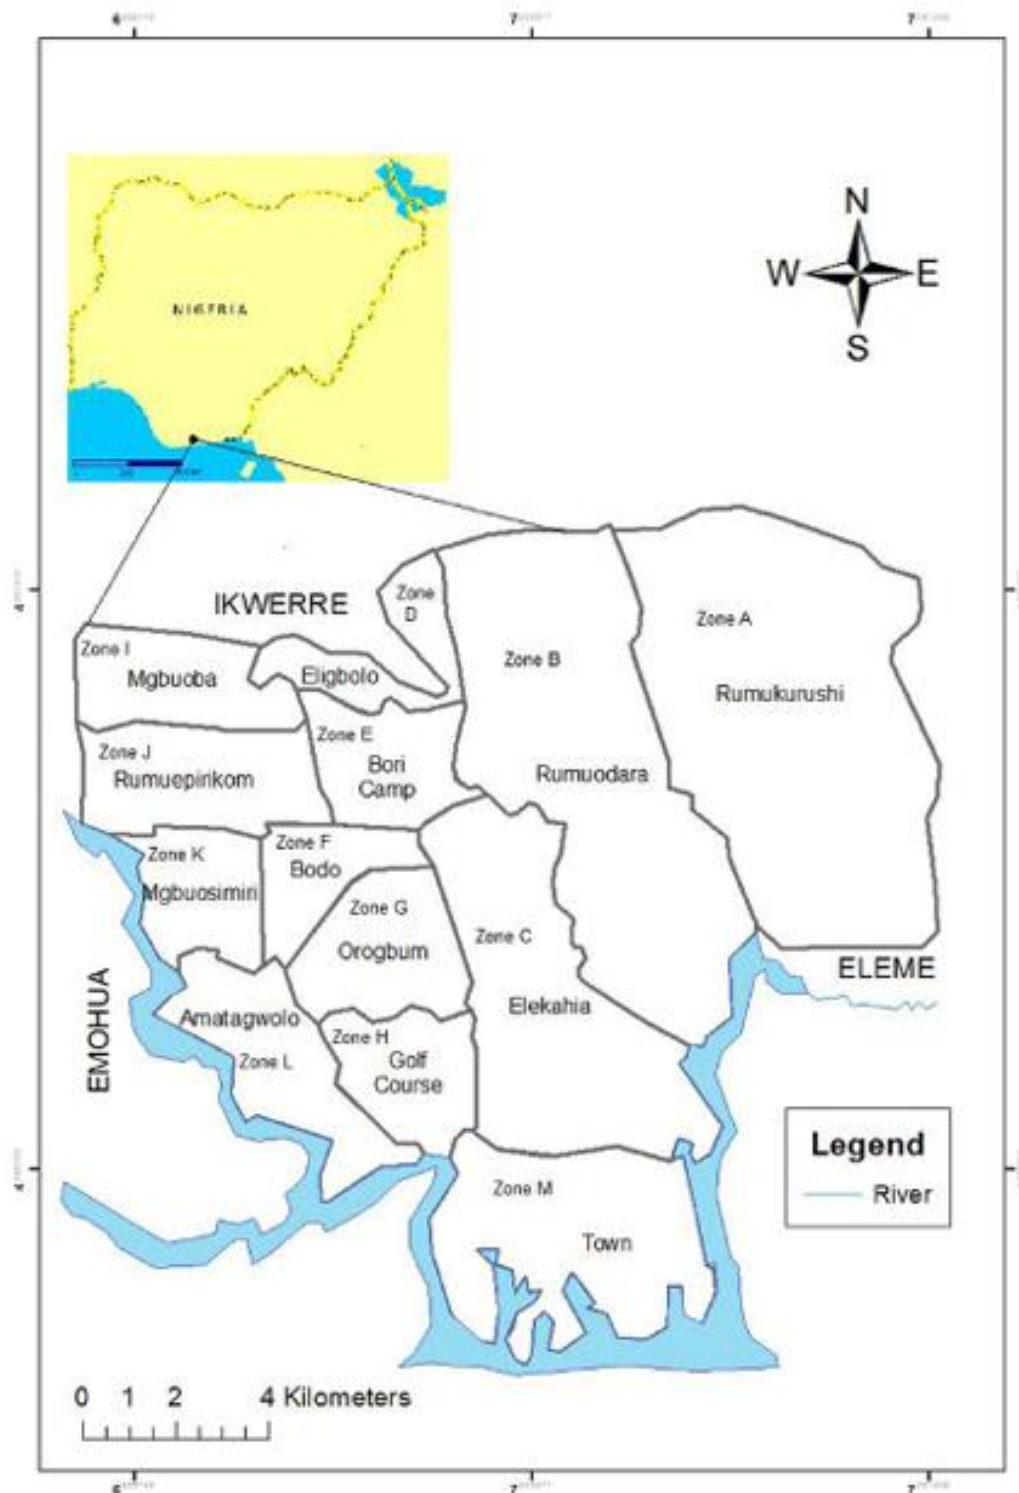 NIGERIA
N
W
E
S
IKWERRE
Zone
D
Zone A
Zone I
Mgbuoba
Eligbolo
Zone B
Rumukurushi
Zone J
Rumuepirikom
Zone E
Bori
Camp
Rumuodara
Zone K
Mgbuosimiri
Zone F
Bodo
Zone G
Orogbum
Zone C
Elekahia
ELEME
EMOHUA
Amatagwolo
Zone L
Zone H
Golf
Course
Legend
River
Zone M
Town
0 1 2 4 Kilometers